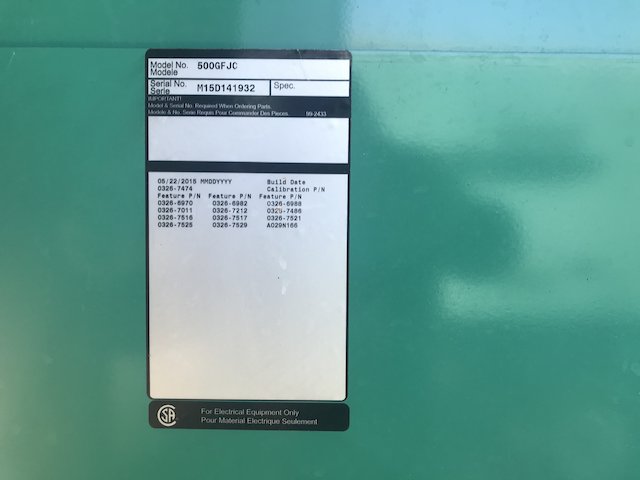 Model No. 500GFJC
Modele
Serial No. M15D141932 Spec.
Serie
IMPORTANT!
Model & Serial No. Required When Ordering Parts.
Modele & No. Serie Requis Pour Commander Des Pieces. 99-2433
05/22/2015 MMDDYYYY Build Date
0326-7474 Calibration P/N
Feature P/N Feature P/N Feature P/N
0326-6970 0326-6982 0326-6988
0326-7011 0326-7212 0326-7486
0326-7516 0326-7517 0326-7521
0326-7525 0326-7529 A029N166
For Electrical Equipment Only
Pour Material Electrique Seulement